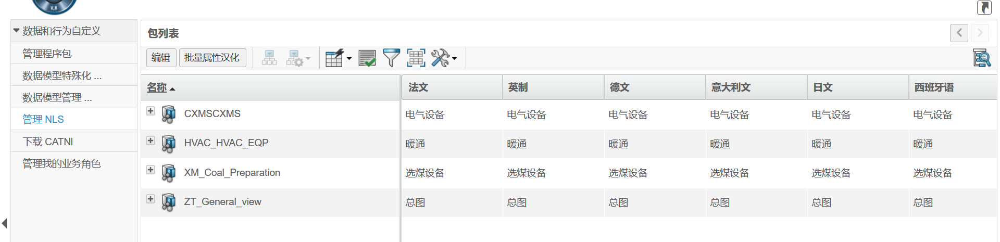 V.R
数据和行为自定义
管理程序包
数据模型特殊化 ...
数据模型管理 ...
管理 NLS
下载 CATNI
管理我的业务角色
包列表
编辑 批量属性汉化
名称 法文 英制 德文 意大利文 日文 西班牙语
CXMSCXMS 电气设备 电气设备 电气设备 电气设备 电气设备 电气设备
HVAC_HVAC_EQP 暖通 暖通 暖通 暖通 暖通 暖通
XM_Coal_Preparation 选煤设备 选煤设备 选煤设备 选煤设备 选煤设备 选煤设备
ZT_General_view 总图 总图 总图 总图 总图 总图